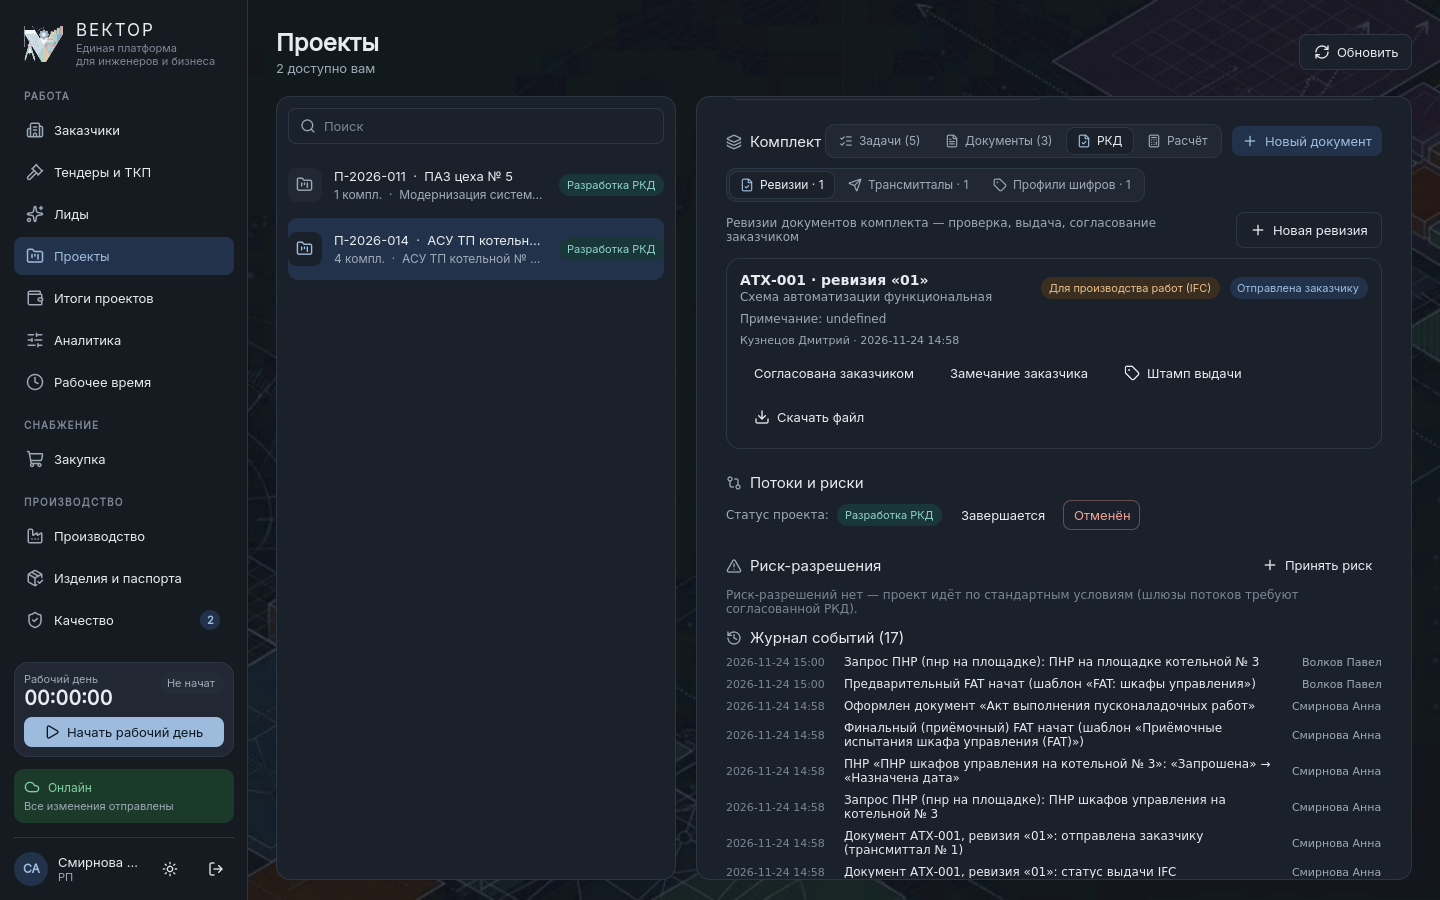 ВЕКТОР
Единая платформа
для инженеров и бизнеса
РАБОТА
Заказчики
Тендеры и ТКП
Лиды
Проекты
Итоги проектов
Аналитика
Рабочее время
СНАБЖЕНИЕ
Закупка
ПРОИЗВОДСТВО
Производство
Изделия и паспорта
Качество 2
Рабочий день
00:00:00
Не начат
Начать рабочий день
Онлайн
Все изменения отправлены
СА
Смирнова ...
РП
Проекты
2 доступно вам
Обновить
Поиск
П-2026-011 · ПАЗ цеха № 5
1 компл. · Модернизация систем...
Разработка РКД
П-2026-014 · АСУ ТП котельн...
4 компл. · АСУ ТП котельной № ...
Разработка РКД
Комплект
Задачи (5)
Документы (3)
РКД
Расчёт
Новый документ
Ревизии · 1
Трансмитталы · 1
Профили шифров · 1
Ревизии документов комплекта — проверка, выдача, согласование
заказчиком
Новая ревизия
АТХ-001 · ревизия «01»
Схема автоматизации функциональная
Для производства работ (IFC)
Отправлена заказчику
Примечание: undefined
Кузнецов Дмитрий · 2026-11-24 14:58
Согласована заказчиком
Замечание заказчика
Штамп выдачи
Скачать файл
Потоки и риски
Статус проекта:
Разработка РКД
Завершается
Отменён
Риск-разрешения
Принять риск
Риск-разрешений нет — проект идёт по стандартным условиям (шлюзы потоков требуют
согласованной РКД).
Журнал событий (17)
2026-11-24 15:00 Запрос ПНР (пнр на площадке): ПНР на площадке котельной № 3 Волков Павел
2026-11-24 15:00 Предварительный FAT начат (шаблон «FAT: шкафы управления») Волков Павел
2026-11-24 14:58 Оформлен документ «Акт выполнения пусконаладочных работ» Смирнова Анна
2026-11-24 14:58 Финальный (приёмочный) FAT начат (шаблон «Приёмочные
испытания шкафа управления (FAT)») Смирнова Анна
2026-11-24 14:58 ПНР «ПНР шкафов управления на котельной № 3»: «Запрошена» →
«Назначена дата» Смирнова Анна
2026-11-24 14:58 Запрос ПНР (пнр на площадке): ПНР шкафов управления на
котельной № 3 Смирнова Анна
2026-11-24 14:58 Документ АТХ-001, ревизия «01»: отправлена заказчику
(трансмиттал № 1) Смирнова Анна
2026-11-24 14:58 Документ АТХ-001, ревизия «01»: статус выдачи IFC Смирнова Анна